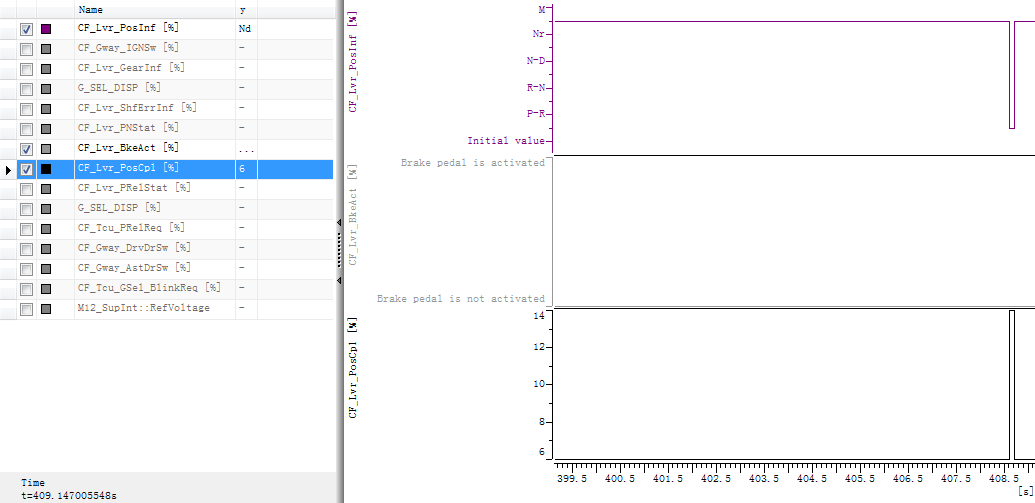 Name y
CF_Lvr_PosInf [%] Nd
CF_Gway_IGNSw [%] -
CF_Lvr_GearInf [%] -
G_SEL_DISP [%] -
CF_Lvr_ShfErrInf [%] -
CF_Lvr_PNStat [%] -
CF_Lvr_BkeAct [%] ...
CF_Lvr_PosCpl [%] 6
CF_Lvr_PRelStat [%] -
G_SEL_DISP [%] -
CF_Tcu_PRelReq [%] -
CF_Gway_DrvDrSw [%] -
CF_Gway_AstDrSw [%] -
CF_Tcu_GSel_BlinkReq [%] -
M12_SupInt::RefVoltage -
Time
t=409.147005548s
CF_Lvr_PosInf [%]
M
Nr
N-D
R-N
P-R
Initial value
CF_Lvr_BkeAct [%]
Brake pedal is activated
Brake pedal is not activated
CF_Lvr_PosCpl [%]
14
12
10
8
6
399.5 400.5 401.5 402.5 403.5 404.5 405.5 406.5 407.5 408.5
[s]